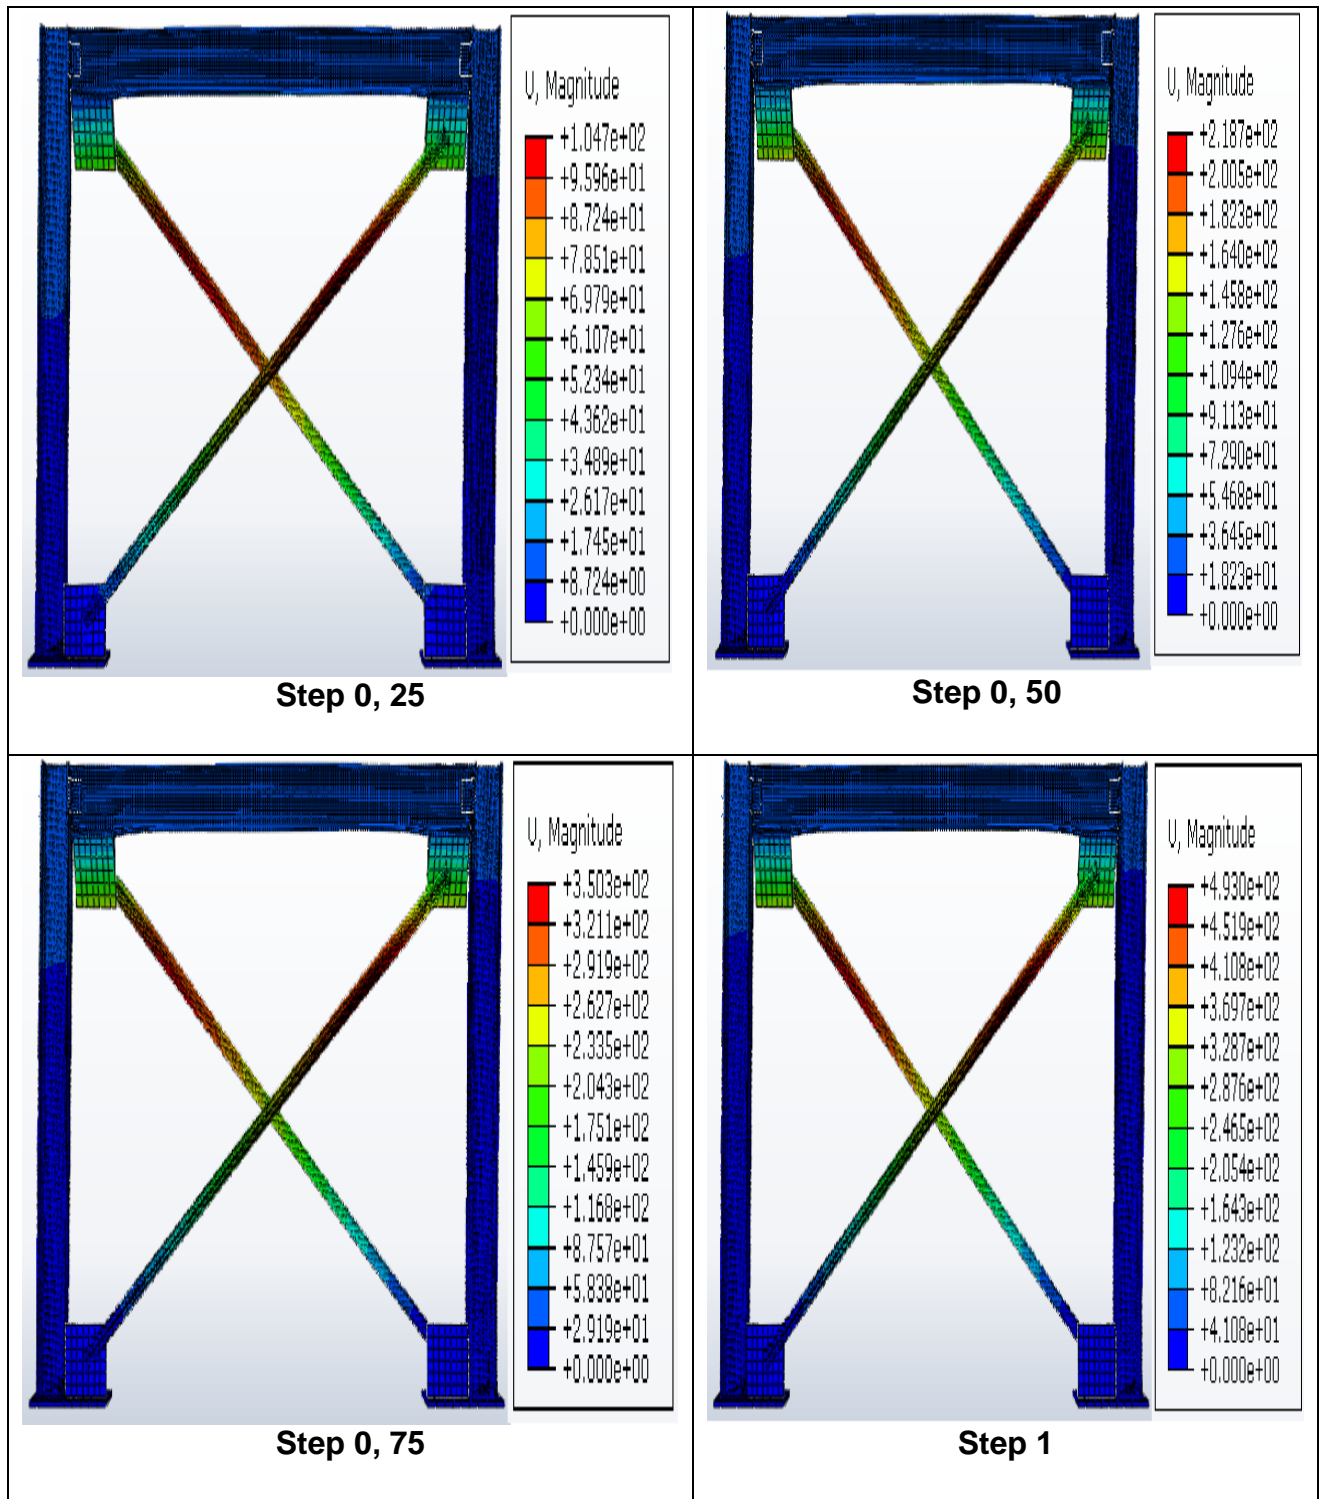 U, Magnitude
+1.047e+02
+9.596e+01
+8.724e+01
+7.851e+01
+6.979e+01
+6.107e+01
+5.234e+01
+4.362e+01
+3.489e+01
+2.617e+01
+1.745e+01
+8.724e+00
+0.000e+00
Step 0, 25
U, Magnitude
+2.187e+02
+2.005e+02
+1.823e+02
+1.640e+02
+1.458e+02
+1.276e+02
+1.094e+02
+9.113e+01
+7.290e+01
+5.468e+01
+3.645e+01
+1.823e+01
+0.000e+00
Step 0, 50
U, Magnitude
+3.503e+02
+3.211e+02
+2.919e+02
+2.627e+02
+2.335e+02
+2.043e+02
+1.751e+02
+1.459e+02
+1.168e+02
+8.757e+01
+5.838e+01
+2.919e+01
+0.000e+00
Step 0, 75
U, Magnitude
+4.930e+02
+4.519e+02
+4.108e+02
+3.697e+02
+3.287e+02
+2.876e+02
+2.465e+02
+2.054e+02
+1.643e+02
+1.232e+02
+8.216e+01
+4.108e+01
+0.000e+00
Step 1